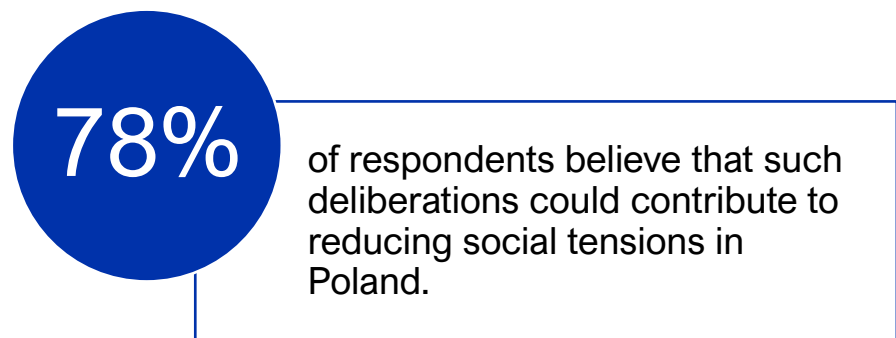 78%
of respondents believe that such
deliberations could contribute to
reducing social tensions in
Poland.